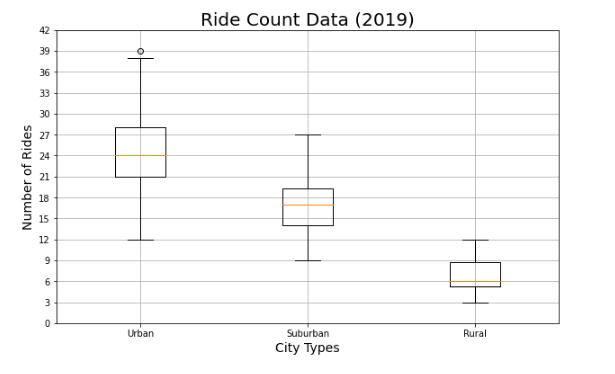 Ride Count Data (2019)
42
39
36
33
30
27
24
21
18
15
12
9
6
3
0
Number of Rides
Urban
Suburban
Rural
City Types